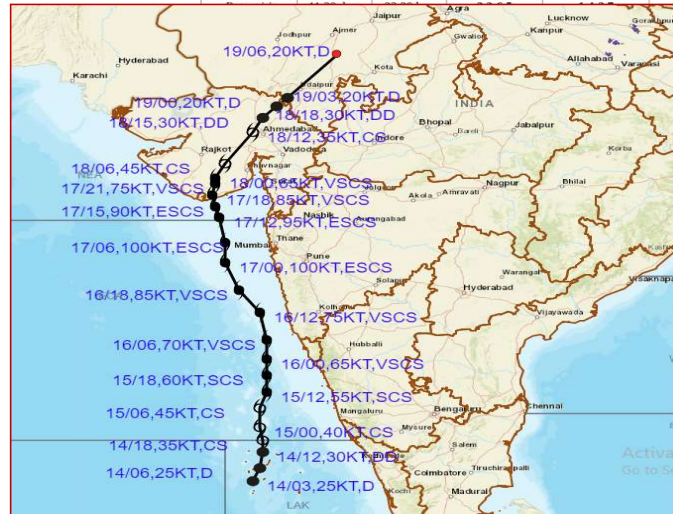 Ajmer
Jaipur
Agra
Lucknow
Gorakhpur
Jodhpur
Gwalior
Kanpur
19/06,20KT,D
Hyderabad
Kota
Allahabad
Varanasi
Karachi
19/03,20KT,D
INDIA
19/00,20KT,D
18/18,30KT,DD
18/15,30KT,DD
Ahmedabad
Bhopal
Jabalpur
18/12,35KT,CS
Rajkot
Vadodara
Korba
18/06,45KT,CS
18/00,65KT,VSCS
Nagpur
Bhilai
17/21,75KT,VSCS
17/18,85KT,VSCS
Akola
Amravati
17/15,90KT,ESCS
Nashik
Aurangabad
17/12,95KT,ESCS
17/06,100KT,ESCS
Mumbai
Thane
Pune
17/00,100KT,ESCS
Warangal
Solapur
16/18,85KT,VSCS
Hyderabad
16/12,75KT,VSCS
Vijayawada
16/06,70KT,VSCS
Hubballi
16/00,65KT,VSCS
15/18,60KT,SCS
15/12,55KT,SCS
15/06,45KT,CS
Mangaluru
Bengaluru
Chennai
15/00,40KT,CS
Mysuru
14/18,35KT,CS
Salem
14/12,30KT,DD
14/06,25KT,D
Coimbatore
Tiruchirappalli
14/03,25KT,D
Kochi
Madurai
LAK